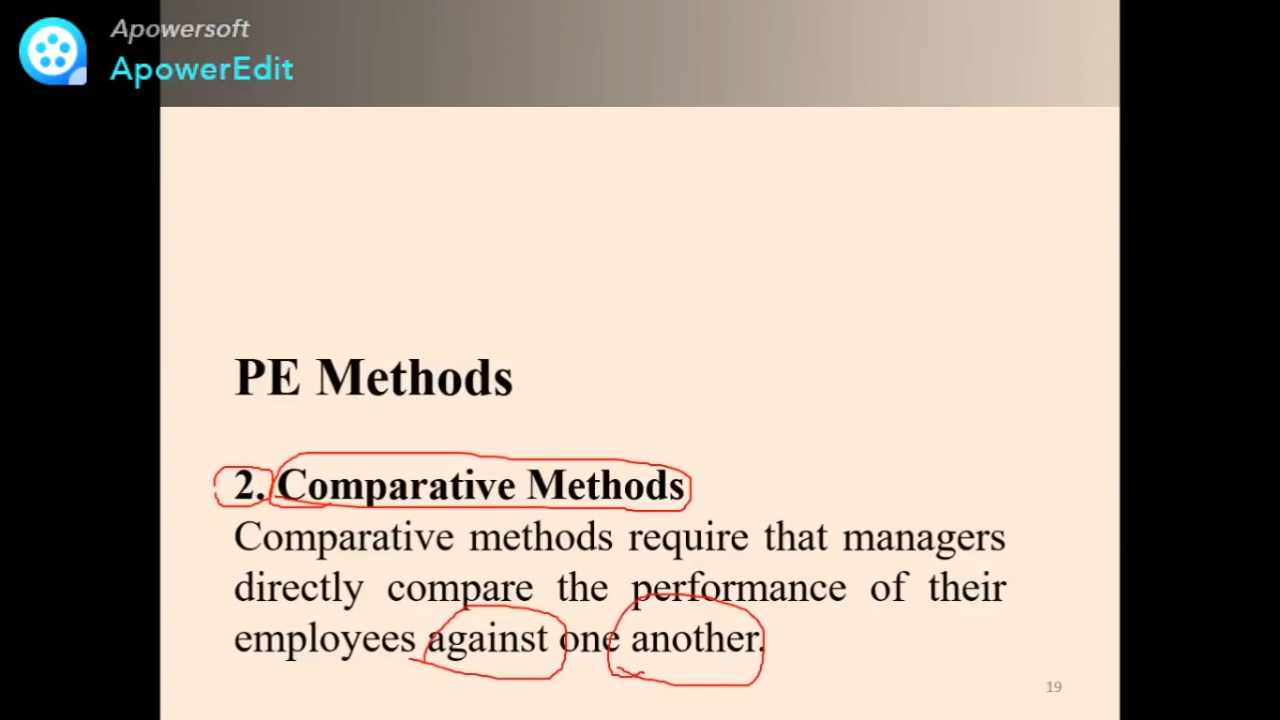 Apowersoft
ApowerEdit
PE Methods
2. Comparative Methods
Comparative methods require that managers
directly compare the performance of their
employees against one another.
19